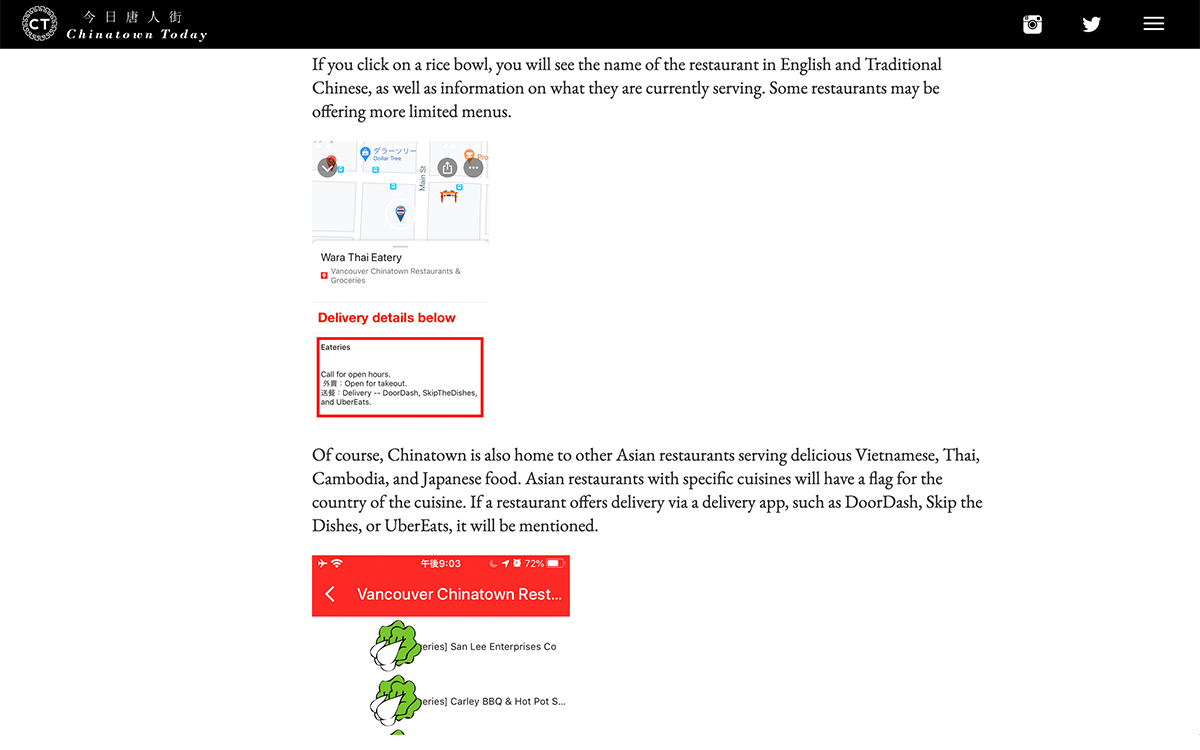 CT
今日唐人街
Chinatown Today
If you click on a rice bowl, you will see the name of the restaurant in English and Traditional
Chinese, as well as information on what they are currently serving. Some restaurants may be
offering more limited menus.
ダラーツリー
Dollar Tree
Pro
Main St
Wara Thai Eatery
Vancouver Chinatown Restaurants &
Groceries
Delivery details below
Eateries
Call for open hours.
外賣：Open for takeout.
送餐：Delivery -- DoorDash, SkipTheDishes,
and UberEats.
Of course, Chinatown is also home to other Asian restaurants serving delicious Vietnamese, Thai,
Cambodia, and Japanese food. Asian restaurants with specific cuisines will have a flag for the
country of the cuisine. If a restaurant offers delivery via a delivery app, such as DoorDash, Skip the
Dishes, or UberEats, it will be mentioned.
午後9:03
72%
Vancouver Chinatown Rest...
eries] San Lee Enterprises Co
eries] Carley BBQ & Hot Pot S...